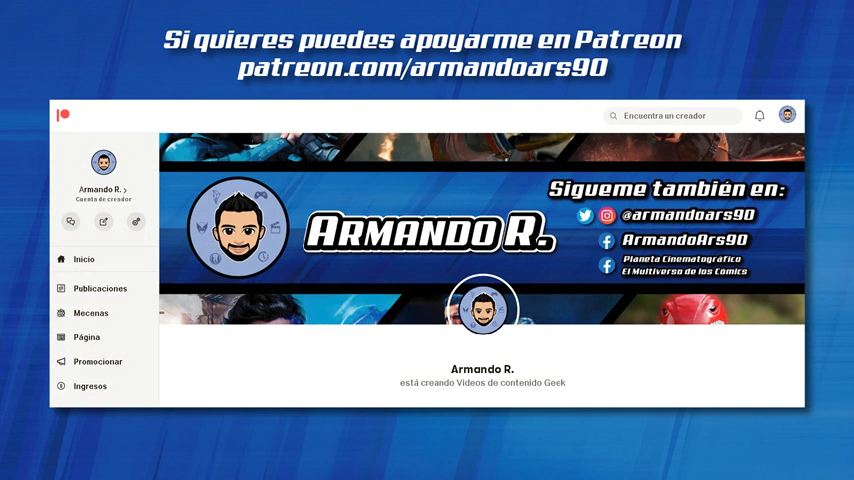 Si quieres puedes apoyarme en Patreon
patreon.com/armandoars90
Encuentra un creador
Armando R.
Cuenta de creador
Inicio
Publicaciones
Mecenas
Página
Promocionar
Ingresos
ARMANDO R.
Sigueme también en:
@armandoars90
ArmandoArs90
Planeta Cinematográfico
El Multiverso de los Comics
Armando R.
está creando Videos de contenido Geek